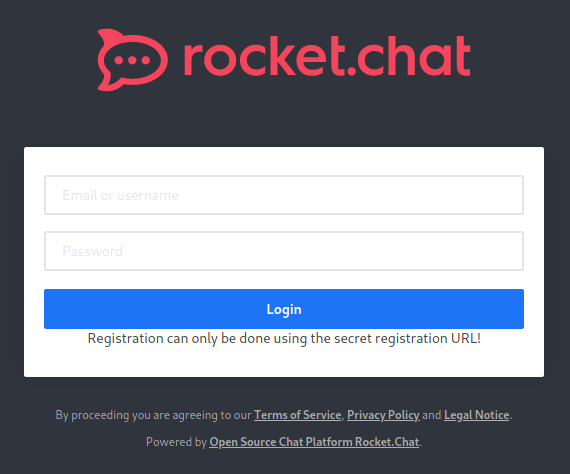 rocket.chat
Email or username
Password
Login
Registration can only be done using the secret registration URL!
By proceeding you are agreeing to our Terms of Service, Privacy Policy and Legal Notice.
Powered by Open Source Chat Platform Rocket.Chat.